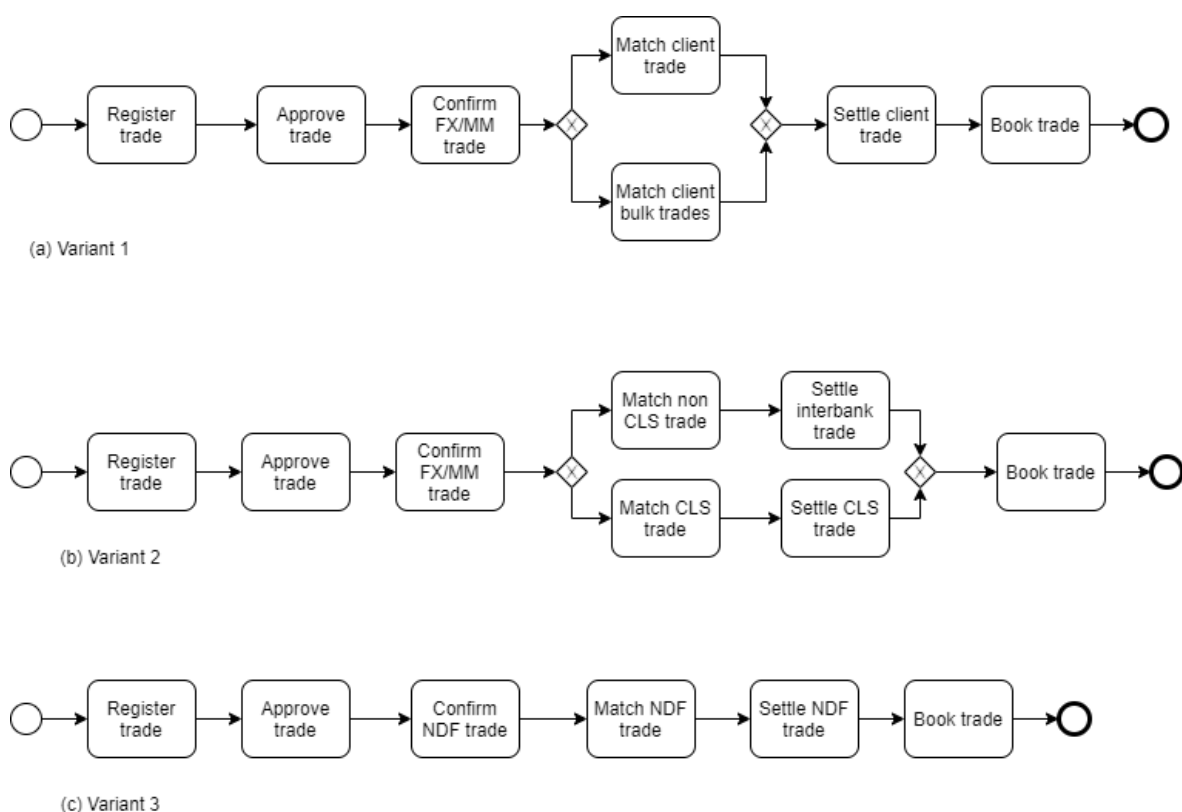 Register
trade
Approve
trade
Confirm
FX/MM
trade
Match client
trade
Match client
bulk trades
Settle client
trade
Book trade
(a) Variant 1
Register
trade
Approve
trade
Confirm
FX/MM
trade
Match non
CLS trade
Settle
interbank
trade
Match CLS
trade
Settle CLS
trade
Book trade
(b) Variant 2
Register
trade
Approve
trade
Confirm
NDF trade
Match NDF
trade
Settle NDF
trade
Book trade
(c) Variant 3